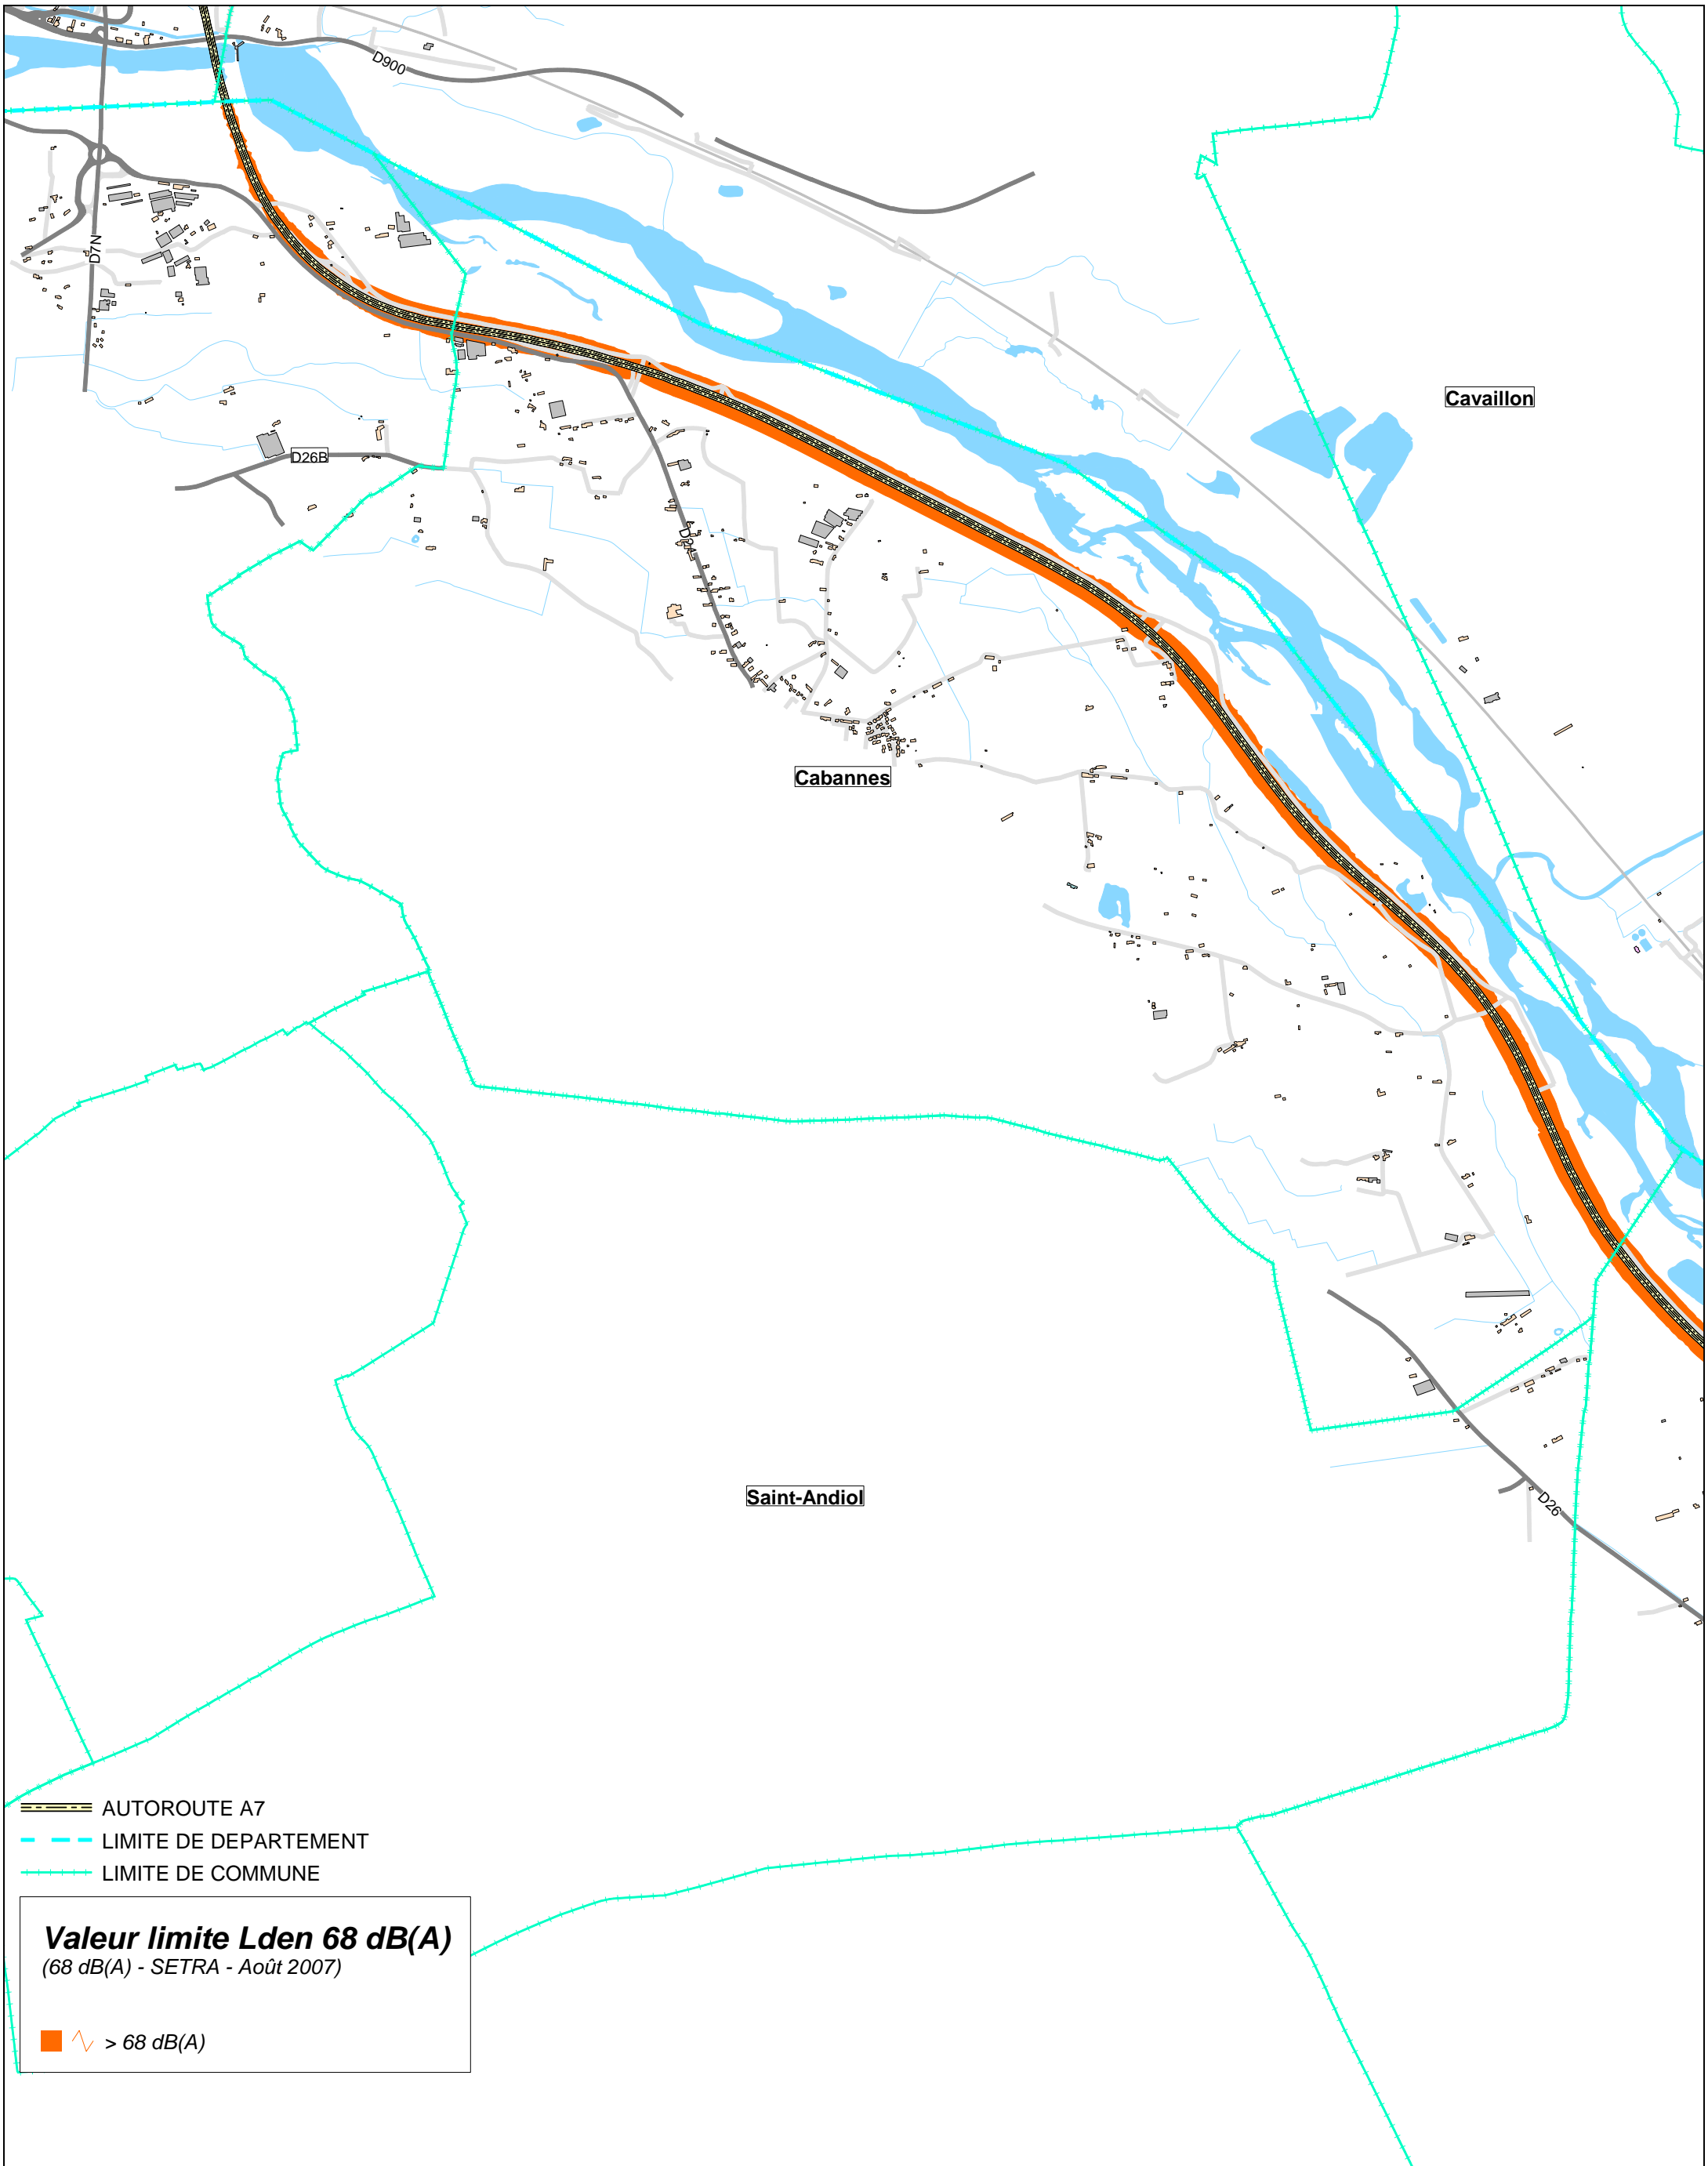 D900
D7N
Cavaillon
D26B
Cabannes
Saint-Andiol
D26
AUTOROUTE A7
LIMITE DE DEPARTEMENT
LIMITE DE COMMUNE
Valeur limite Lden 68 dB(A)
(68 dB(A) - SETRA - Août 2007)
> 68 dB(A)